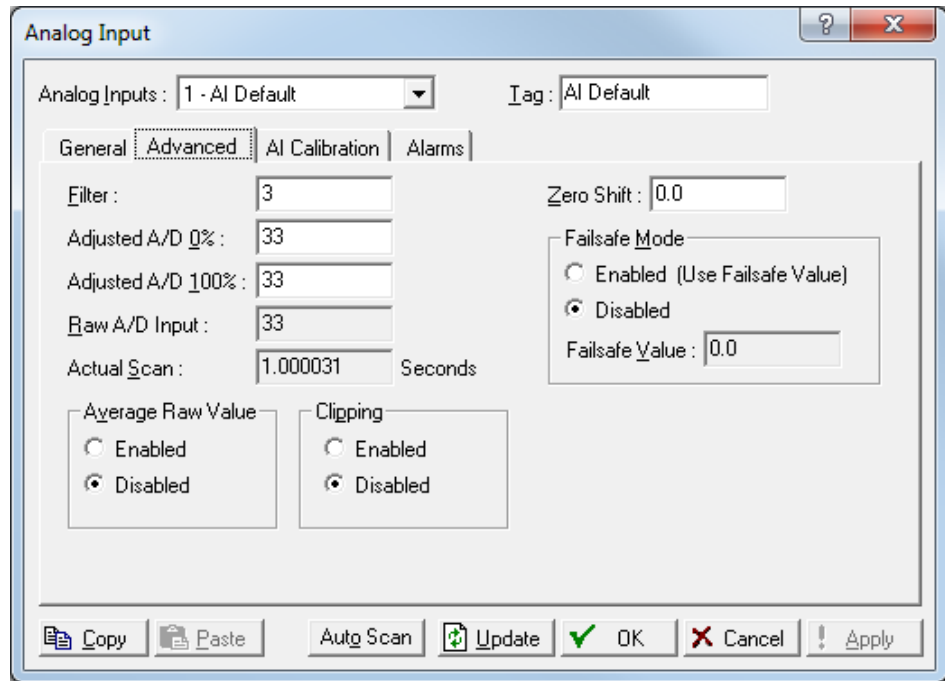 Analog Input
Analog Inputs : 1 - AI Default Tag : AI Default
General Advanced AI Calibration Alarms
Filter : 3 Zero Shift : 0.0
Adjusted A/D 0% : 33 Failsafe Mode
Enabled (Use Failsafe Value)
Adjusted A/D 100% : 33
Disabled
Raw A/D Input : 33
Failsafe Value : 0.0
Actual Scan : 1.000031 Seconds
Average Raw Value Clipping
Enabled Enabled
Disabled Disabled
Copy Paste Auto Scan Update OK Cancel Apply